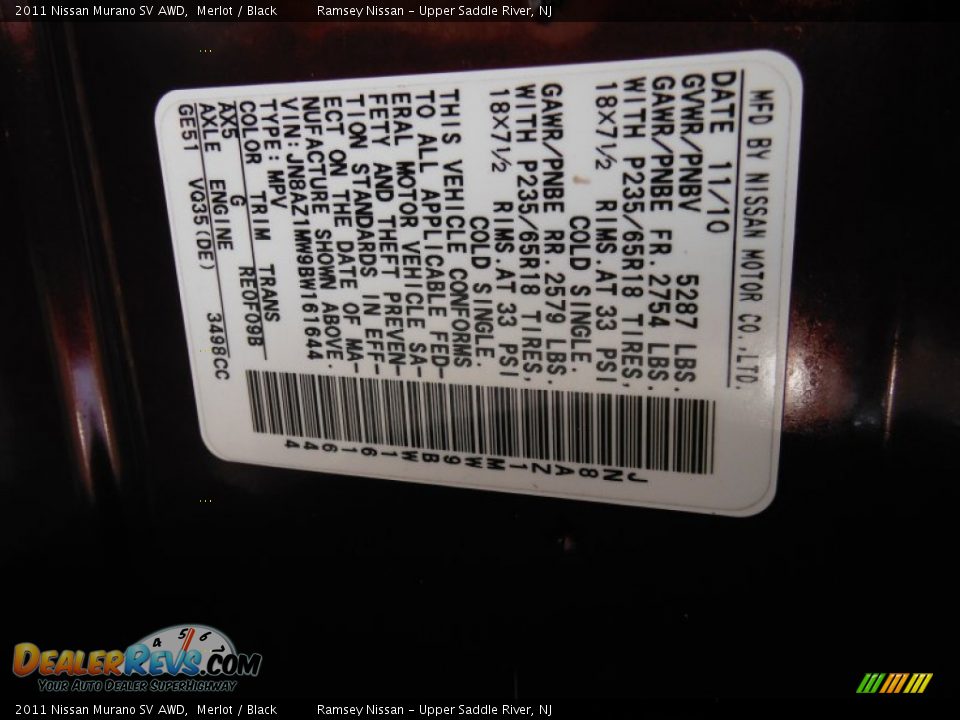 2011 Nissan Murano SV AWD,  Merlot / Black    Ramsey Nissan - Upper Saddle River, NJ
MFD BY NISSAN MOTOR CO.,LTD.
DATE 11/10
GVWR/PNBV 5287 LBS.
GAWR/PNBE FR. 2754 LBS.
WITH P235/65R18 TIRES,
18X7½ RIMS.AT 33 PSI
COLD SINGLE.
GAWR/PNBE RR. 2579 LBS.
WITH P235/65R18 TIRES,
18X7½ RIMS.AT 33 PSI
COLD SINGLE.
THIS VEHICLE CONFORMS
TO ALL APPLICABLE FED-
ERAL MOTOR VEHICLE SA-
FETY AND THEFT PREVEN-
TION STANDARDS IN EFF-
ECT ON THE DATE OF MA-
NUFACTURE SHOWN ABOVE.
VIN:JN8AZ1MW9BW161644
TYPE:MPV
COLOR TRIM TRANS
AX5 G RE0F09B
AXLE ENGINE
GE51 VQ35(DE) 3498CC
JN8AZ1MW9BW161644
4 5 6 7
DEALERREVS.COM
YOUR AUTO DEALER SUPERHIGHWAY
2011 Nissan Murano SV AWD,  Merlot / Black    Ramsey Nissan - Upper Saddle River, NJ